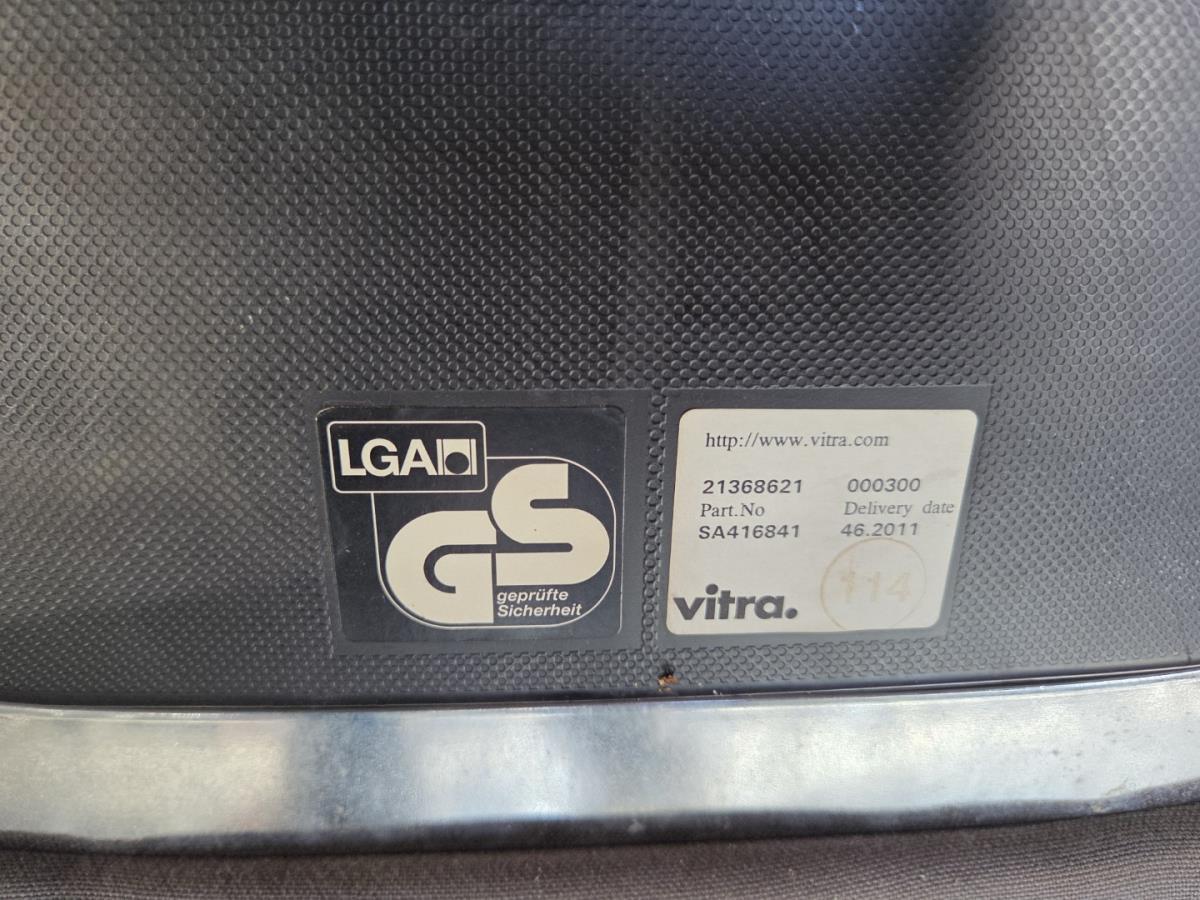 LGA
GS
geprüfte
Sicherheit
http://www.vitra.com
21368621 000300
Part.No Delivery date
SA416841 46.2011
vitra.
114